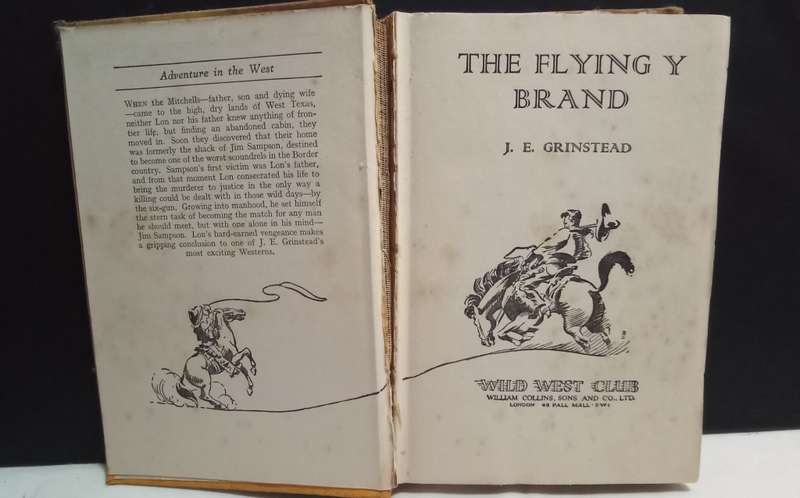 Adventure in the West
WHEN the Mitchells—father, son and dying wife
—came to the high, dry lands of West Texas,
neither Lon nor his father knew anything of fron-
tier life, but finding an abandoned cabin, they
moved in. Soon they discovered that their home
was formerly the shack of Jim Sampson, destined
to become one of the worst scoundrels in the Border
country. Sampson's first victim was Lon's father,
and from that moment Lon consecrated his life to
bring the murderer to justice in the only way a
killing could be dealt with in those wild days—by
the six-gun. Growing into manhood, he set himself
the stern task of becoming the match for any man
he should meet, but with one alone in his mind—
Jim Sampson. Lon's hard-earned vengeance makes
a gripping conclusion to one of J. E. Grinstead's
most exciting Westerns.
THE FLYING Y
BRAND
J. E. GRINSTEAD
WILD WEST CLUB
WILLIAM COLLINS, SONS AND CO., LTD.
LONDON 48 PALL MALL · SW1